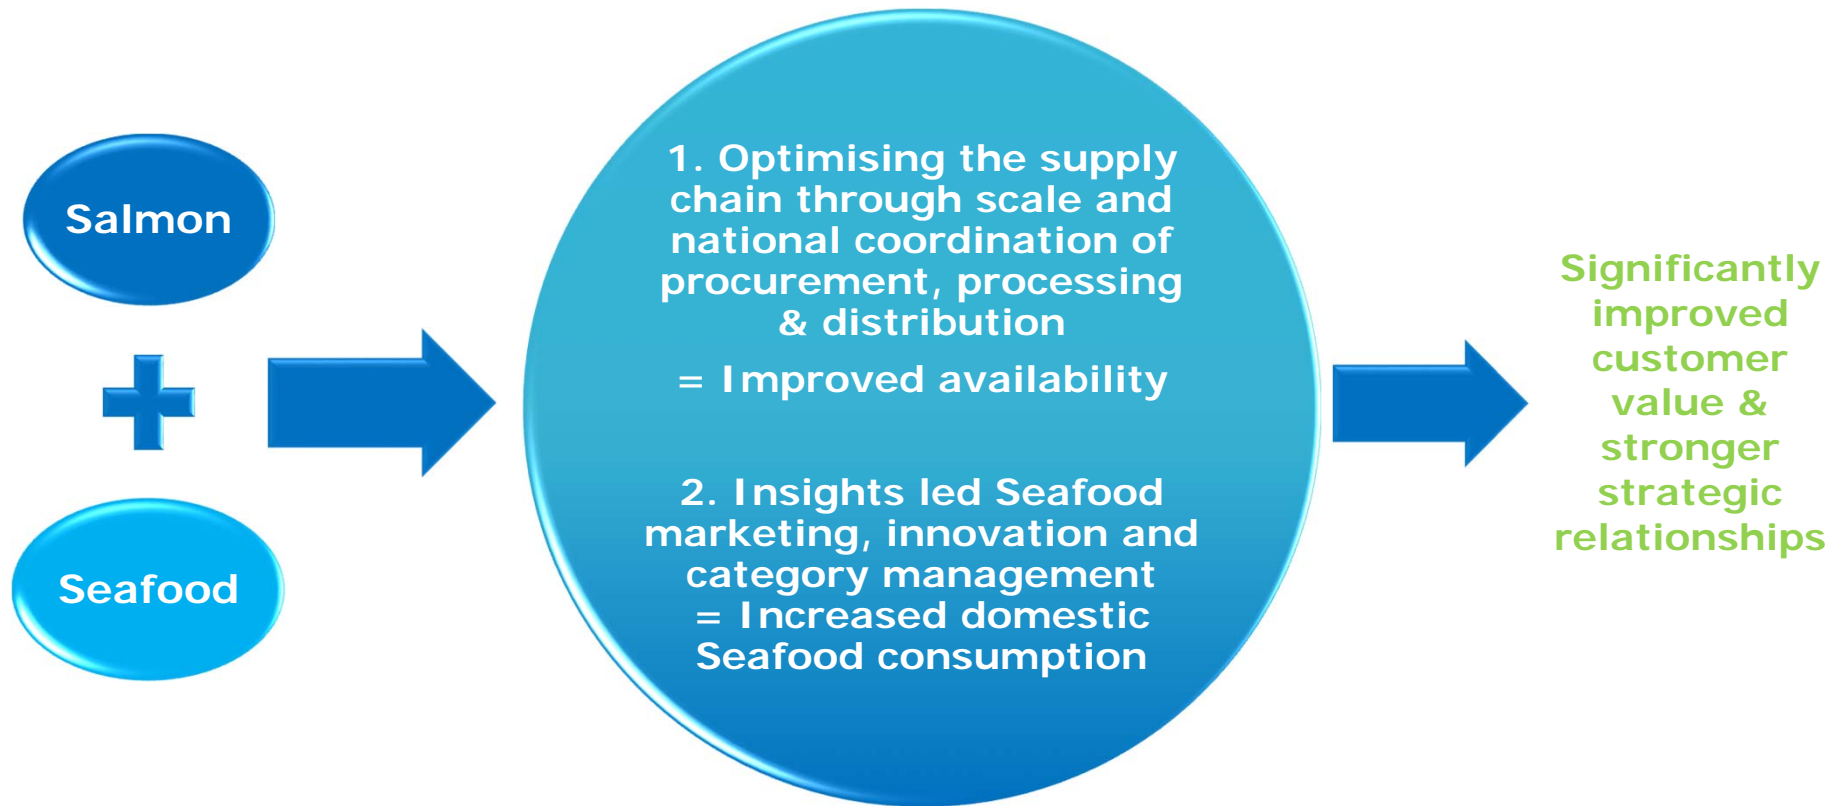 Salmon
Seafood
1. Optimising the supply
chain through scale and
national coordination of
procurement, processing
& distribution
= Improved availability
2. Insights led Seafood
marketing, innovation and
category management
= Increased domestic
Seafood consumption
Significantly
improved
customer
value &
stronger
strategic
relationships